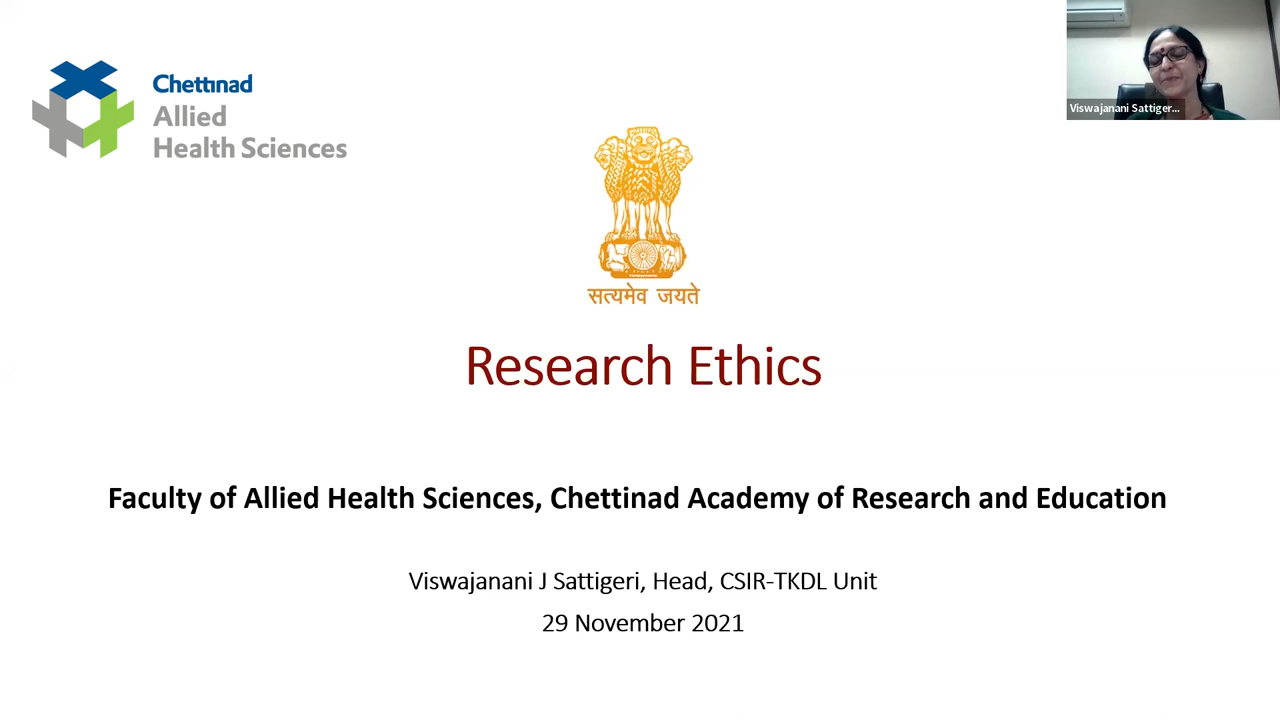 Chettinad
Allied
Health Sciences
Viswajanani Sattiger...
सत्यमेव जयते
Research Ethics
Faculty of Allied Health Sciences, Chettinad Academy of Research and Education
Viswajanani J Sattigeri, Head, CSIR-TKDL Unit
29 November 2021